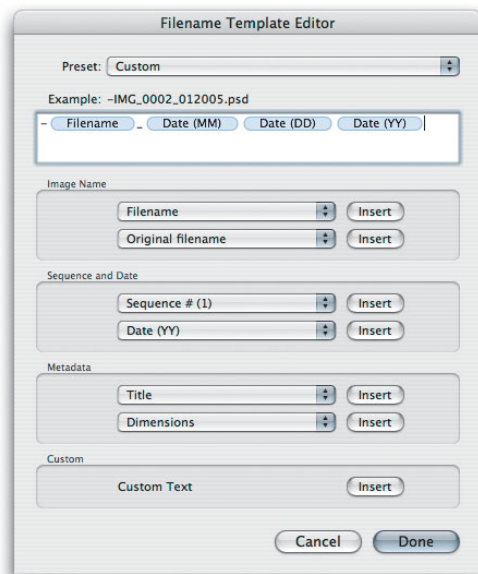 Filename Template Editor
Preset: Custom
Example: -IMG_0002_012005.psd
- Filename _ Date (MM) Date (DD) Date (YY)
Image Name
Filename Insert
Original filename Insert
Sequence and Date
Sequence # (1) Insert
Date (YY) Insert
Metadata
Title Insert
Dimensions Insert
Custom
Custom Text Insert
Cancel Done